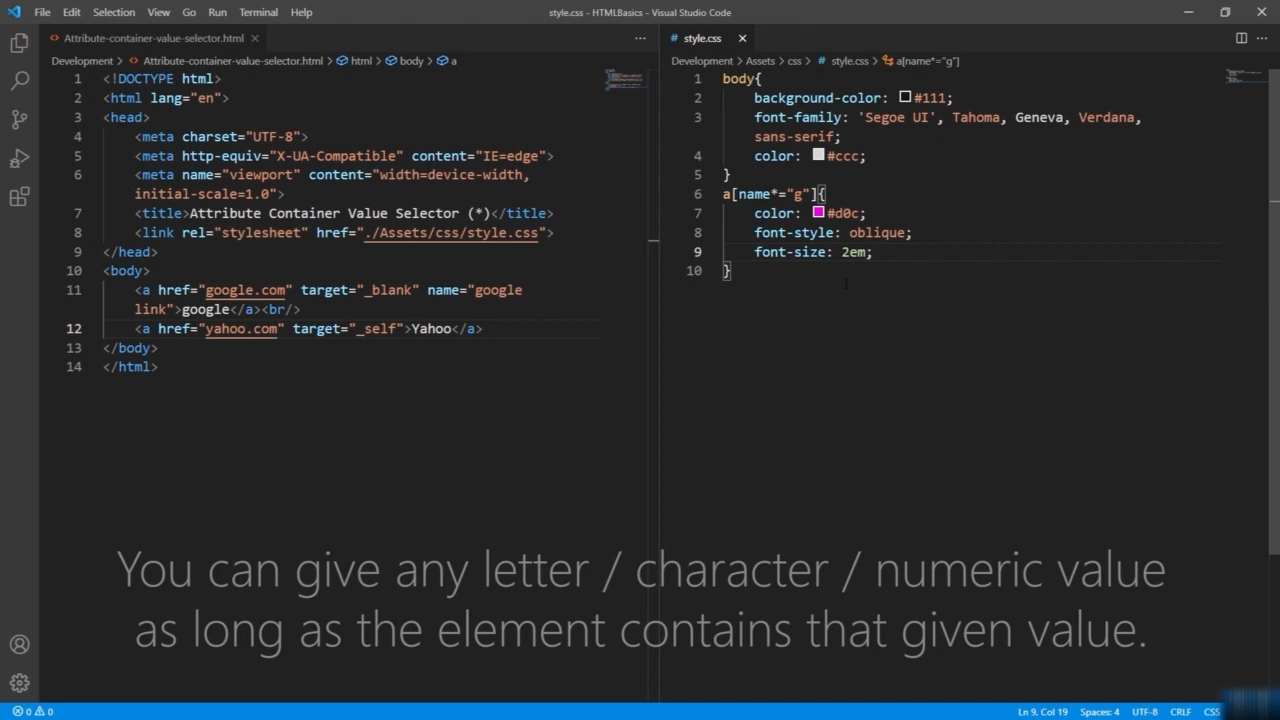 File Edit Selection View Go Run Terminal Help
style.css - HTMLBasics - Visual Studio Code
Attribute-container-value-selector.html
Development > Attribute-container-value-selector.html > html > body > a
1 <!DOCTYPE html>
2 <html lang="en">
3 <head>
4 <meta charset="UTF-8">
5 <meta http-equiv="X-UA-Compatible" content="IE=edge">
6 <meta name="viewport" content="width=device-width,
initial-scale=1.0">
7 <title>Attribute Container Value Selector (*)</title>
8 <link rel="stylesheet" href="./Assets/css/style.css">
9 </head>
10 <body>
11 <a href="google.com" target="_blank" name="google
link">google</a><br/>
12 <a href="yahoo.com" target="_self">Yahoo</a>
13 </body>
14 </html>
# style.css
Development > Assets > css > # style.css > a[name*="g"]
1 body{
2 background-color: #111;
3 font-family: 'Segoe UI', Tahoma, Geneva, Verdana,
sans-serif;
4 color: #ccc;
5 }
6 a[name*="g"]{
7 color: #d0c;
8 font-style: oblique;
9 font-size: 2em;
10 }
You can give any letter / character / numeric value
as long as the element contains that given value.
0 0 Ln 9, Col 19 Spaces: 4 UTF-8 CRLF CSS